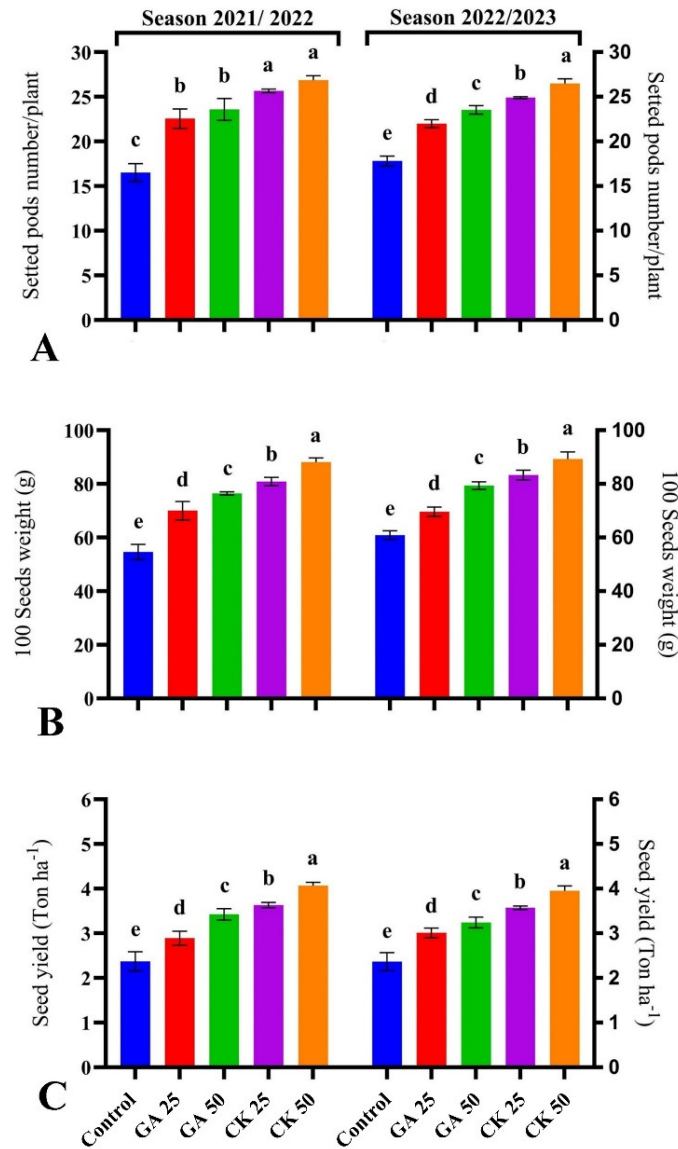 Season 2021/ 2022
Season 2022/2023
Setted pods number/plant
30
25
20
15
10
5
0
c
b
b
a
a
e
d
c
b
a
30
25
20
15
10
5
0
Setted pods number/plant
A
100 Seeds weight (g)
100
80
60
40
20
0
e
d
c
b
a
e
d
c
b
a
100
80
60
40
20
0
100 Seeds weight (g)
B
Seed yield (Ton ha-1)
6
5
4
3
2
1
0
e
d
c
b
a
e
d
c
b
a
6
5
4
3
2
1
0
Seed yield (Ton ha-1)
C
Control
GA 25
GA 50
CK 25
CK 50
Control
GA 25
GA 50
CK 25
CK 50